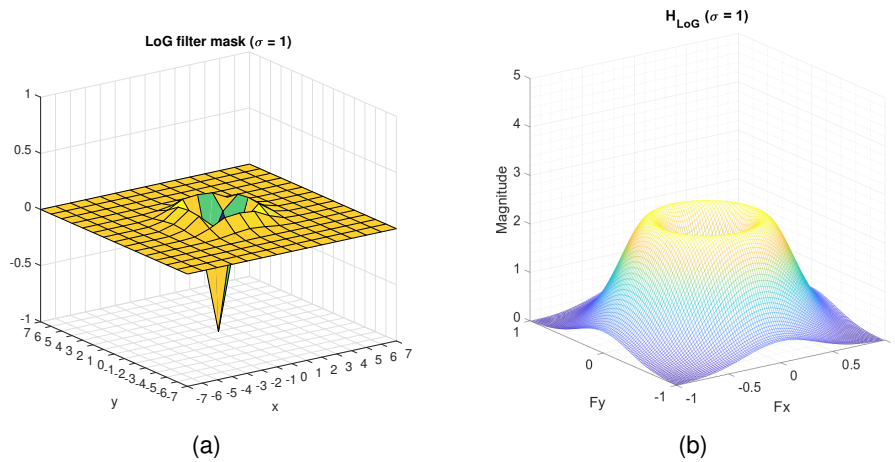 LoG filter mask (σ = 1)
1
0.5
0
-0.5
-1
7 6 5 4 3 2 1 0 -1 -2 -3 -4 -5 -6 -7
y
-7 -6 -5 -4 -3 -2 -1 0 1 2 3 4 5 6 7
x
(a)
H_LoG (σ = 1)
5
4
3
2
1
0
Magnitude
1 0 -1
Fy
-1 -0.5 0 0.5
Fx
(b)